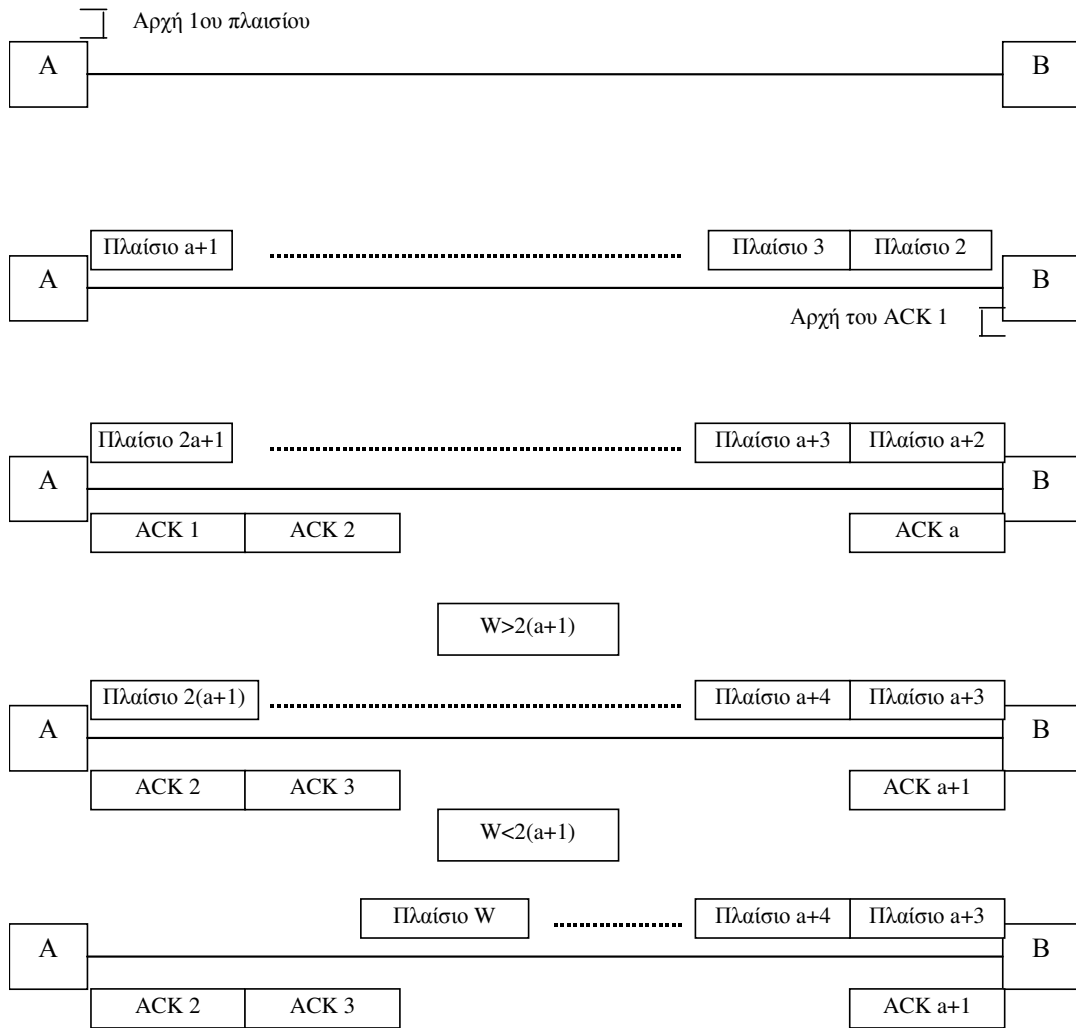 Αρχή 1ου πλαισίου
A B
Πλαίσιο a+1 Πλαίσιο 3 Πλαίσιο 2
A B
Αρχή του ACK 1
Πλαίσιο 2a+1 Πλαίσιο a+3 Πλαίσιο a+2
A B
ACK 1 ACK 2 ACK a
W>2(a+1)
Πλαίσιο 2(a+1) Πλαίσιο a+4 Πλαίσιο a+3
A B
ACK 2 ACK 3 ACK a+1
W<2(a+1)
Πλαίσιο W Πλαίσιο a+4 Πλαίσιο a+3
A B
ACK 2 ACK 3 ACK a+1